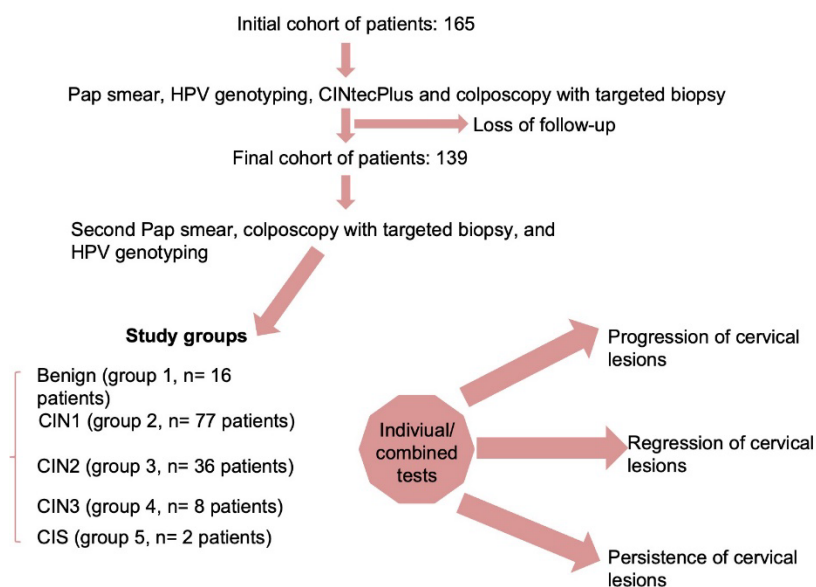 Initial cohort of patients: 165
Pap smear, HPV genotyping, CINtecPlus and colposcopy with targeted biopsy
Loss of follow-up
Final cohort of patients: 139
Second Pap smear, colposcopy with targeted biopsy, and
HPV genotyping
Study groups
Benign (group 1, n= 16
patients)
CIN1 (group 2, n= 77 patients)
CIN2 (group 3, n= 36 patients)
CIN3 (group 4, n= 8 patients)
CIS (group 5, n= 2 patients)
Indiviual/
combined
tests
Progression of cervical
lesions
Regression of cervical
lesions
Persistence of cervical
lesions